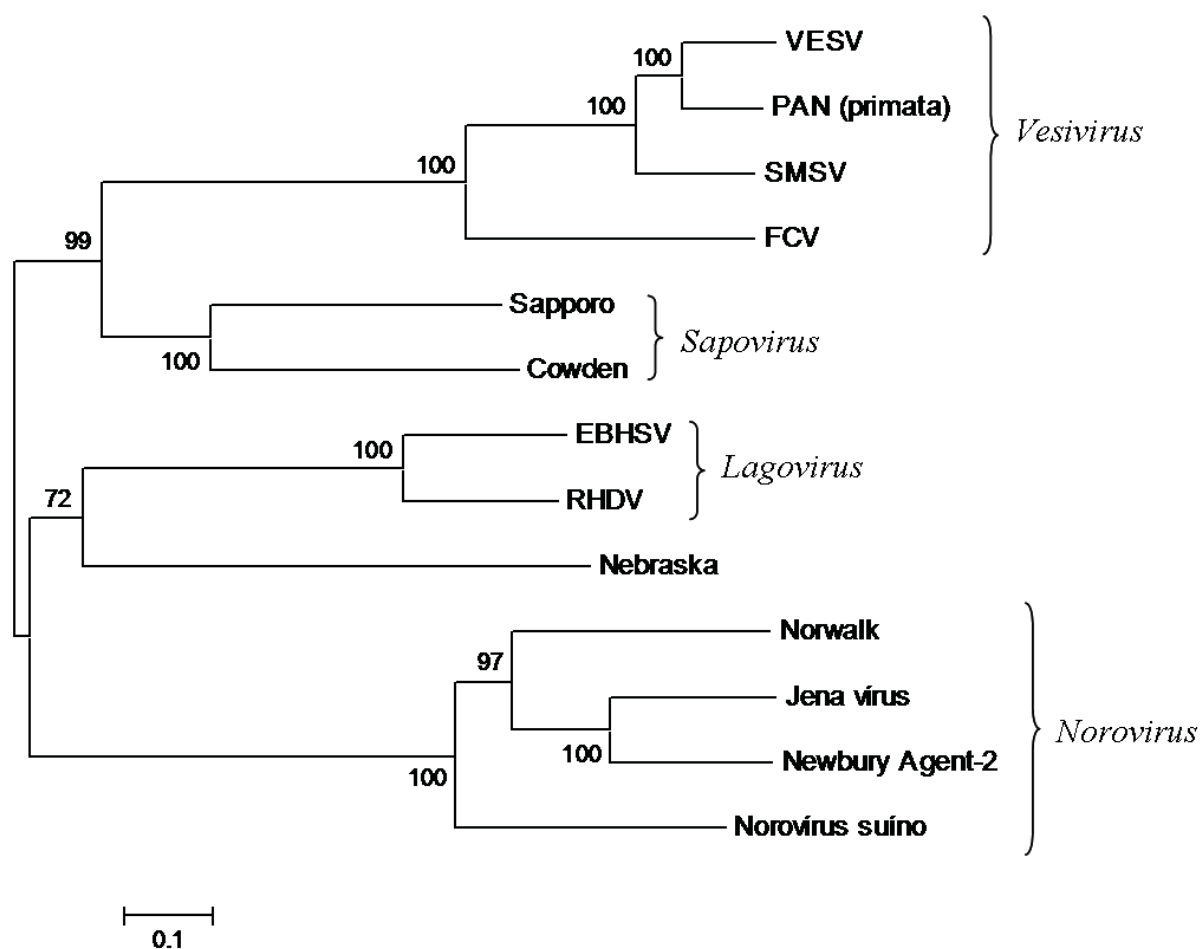 VESV
100
PAN (primata)
100
Vesivirus
SMSV
100
FCV
99
Sapporo
Sapovirus
100
Cowden
EBHSV
100
Lagovirus
RHDV
72
Nebraska
Norwalk
97
Jena vírus
Norovirus
100
Newbury Agent-2
100
Norovírus suíno
0.1